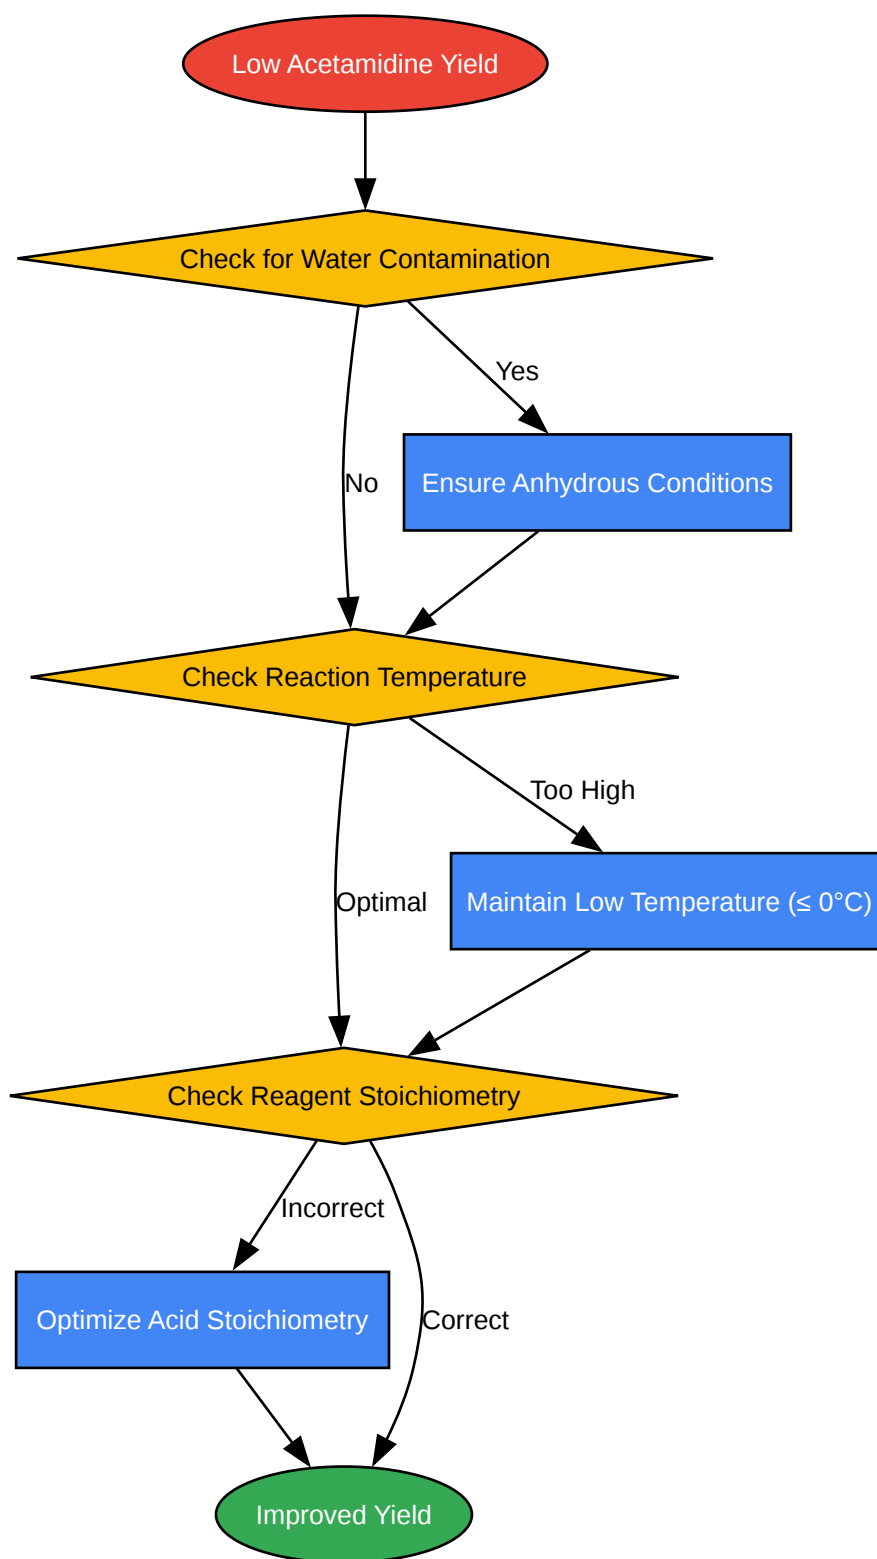 Low Acetamidine Yield
Check for Water Contamination
Yes
No
Ensure Anhydrous Conditions
Check Reaction Temperature
Too High
Optimal
Maintain Low Temperature (≤ 0°C)
Check Reagent Stoichiometry
Incorrect
Optimize Acid Stoichiometry
Correct
Improved Yield